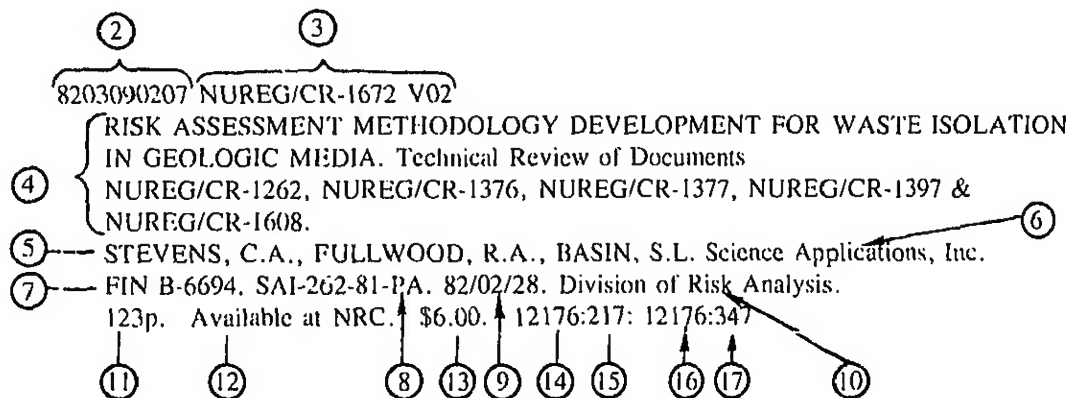 ② ③
8203090207 NUREG/CR-1672 V02
RISK ASSESSMENT METHODOLOGY DEVELOPMENT FOR WASTE ISOLATION
IN GEOLOGIC MEDIA. Technical Review of Documents
④ NUREG/CR-1262, NUREG/CR-1376, NUREG/CR-1377, NUREG/CR-1397 &
NUREG/CR-1608.
⑥
⑤ STEVENS, C.A., FULLWOOD, R.A., BASIN, S.L. Science Applications, Inc.
⑦ FIN B-6694. SAI-262-81-PA. 82/02/28. Division of Risk Analysis.
123p. Available at NRC. $6.00. 12176:217: 12176:347
⑪ ⑫ ⑧ ⑬ ⑨ ⑭ ⑮ ⑯ ⑰ ⑩